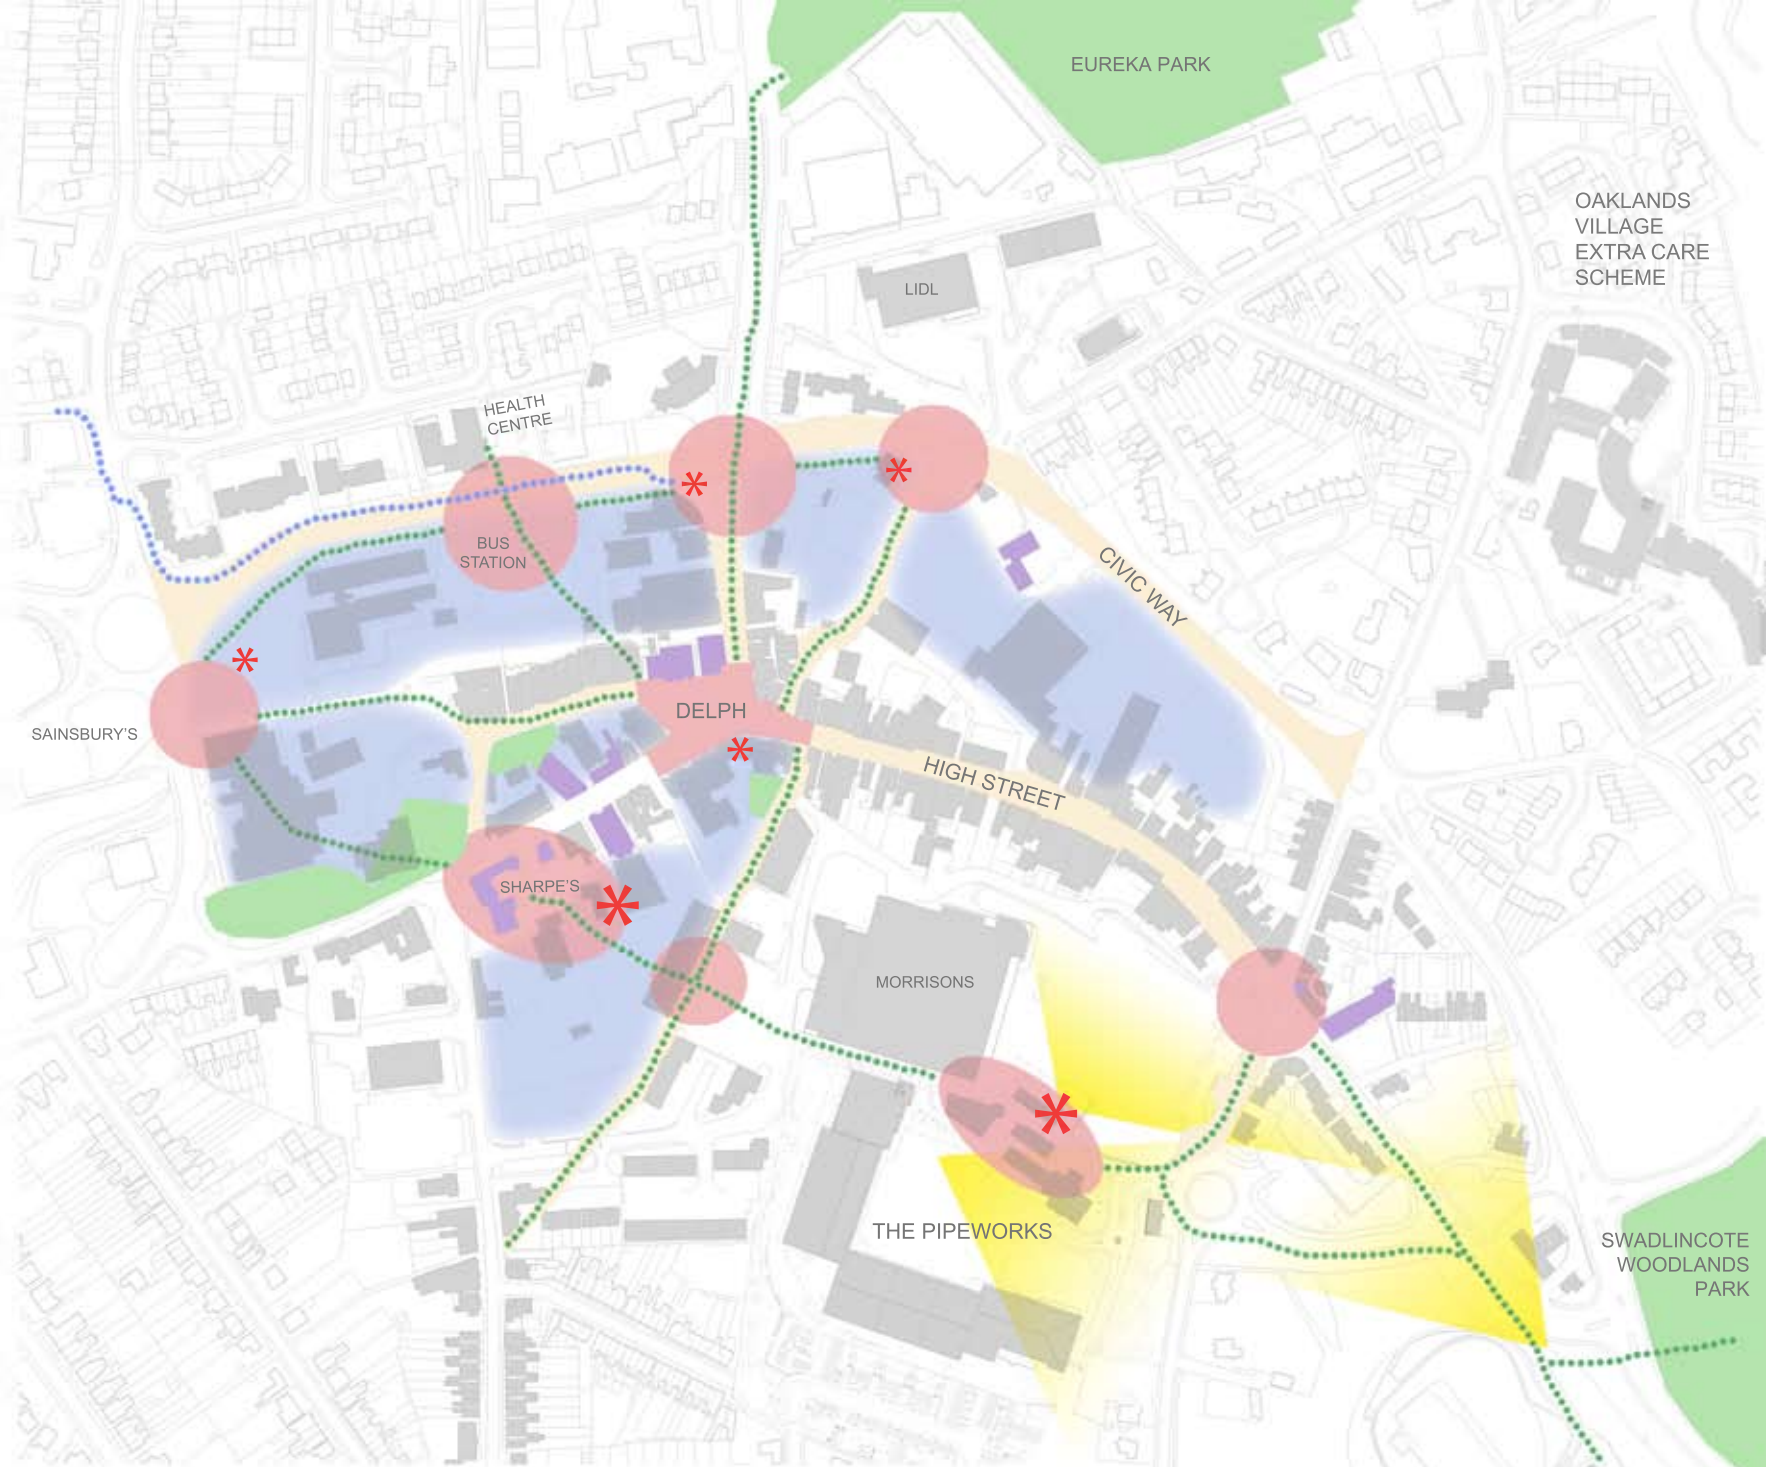 EUREKA PARK
OAKLANDS
VILLAGE
EXTRA CARE
SCHEME
LIDL
HEALTH
CENTRE
BUS
STATION
CIVIC WAY
DELPH
SAINSBURY'S
HIGH STREET
SHARPE'S
MORRISONS
THE PIPEWORKS
SWADLINCOTE
WOODLANDS
PARK